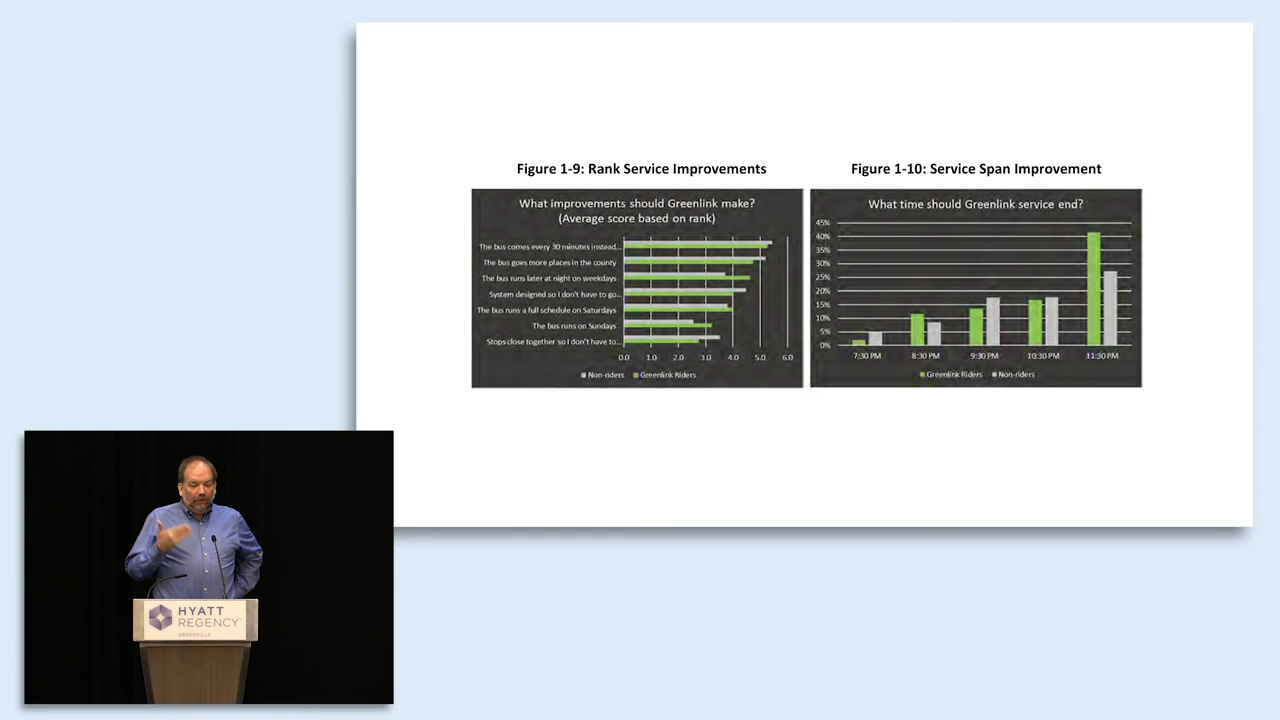 Figure 1-9: Rank Service Improvements
What improvements should Greenlink make?
(Average score based on rank)
The bus comes every 30 minutes instead...
The bus goes more places in the county
The bus runs later at night on weekdays
System designed so I don't have to go...
The bus runs a full schedule on Saturdays
The bus runs on Sundays
Stops close together so I don't have to...
0.0 1.0 2.0 3.0 4.0 5.0 6.0
Non-riders Greenlink Riders
Figure 1-10: Service Span Improvement
What time should Greenlink service end?
45%
40%
35%
30%
25%
20%
15%
10%
5%
0%
7:30 PM 8:30 PM 9:30 PM 10:30 PM 11:30 PM
Greenlink Riders Non-riders
HYATT
REGENCY
GREENVILLE